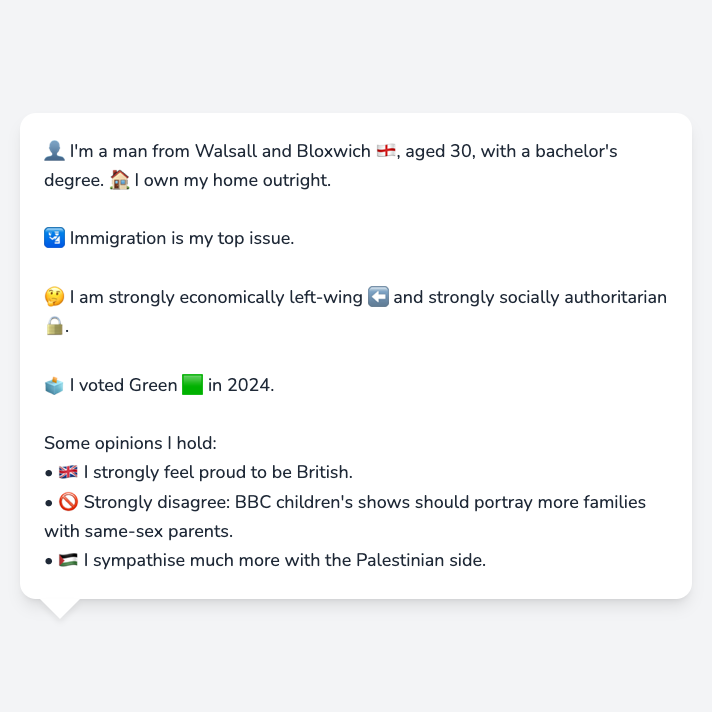 👤 I'm a man from Walsall and Bloxwich 🏴󠁧󠁢󠁥󠁮󠁧󠁿, aged 30, with a bachelor's
degree. 🏠 I own my home outright.
🛂 Immigration is my top issue.
🤔 I am strongly economically left-wing ⬅️ and strongly socially authoritarian
🔒.
🗳️ I voted Green 🟩 in 2024.
Some opinions I hold:
• 🇬🇧 I strongly feel proud to be British.
• 🚫 Strongly disagree: BBC children's shows should portray more families
with same-sex parents.
• 🇵🇸 I sympathise much more with the Palestinian side.